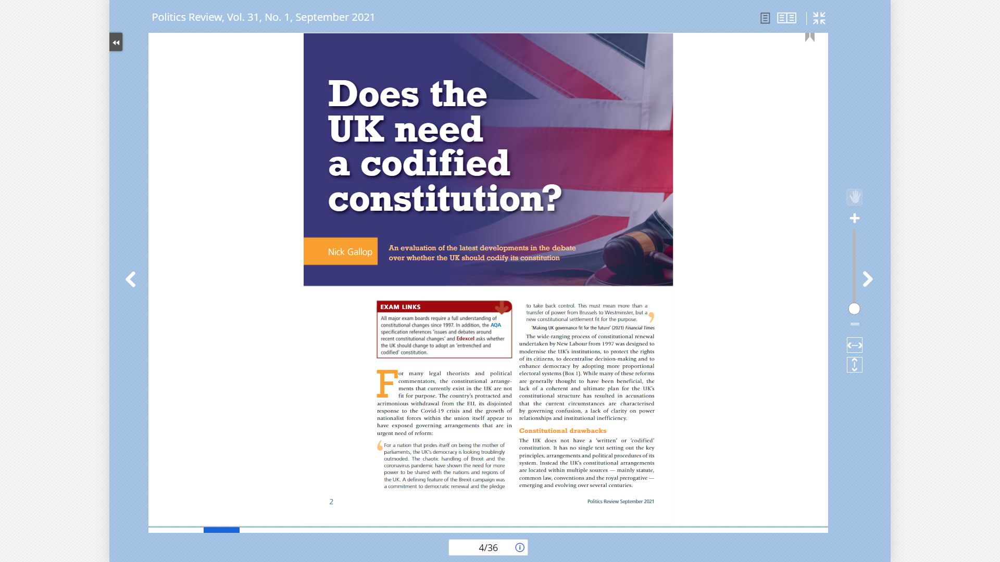 Politics Review, Vol. 31, No. 1, September 2021
Does the
UK need
a codified
constitution?
Nick Gallop
An evaluation of the latest developments in the debate
over whether the UK should codify its constitution
EXAM LINKS
All major exam boards require a full understanding of
constitutional changes since 1997. In addition, the AQA
specification references ‘issues and debates around
recent constitutional changes’ and Edexcel asks whether
the UK should change to adopt an ‘entrenched and
codified’ constitution.
For many legal theorists and political
commentators, the constitutional arrange-
ments that currently exist in the UK are not
fit for purpose. The country’s protracted and
acrimonious withdrawal from the EU, its disjointed
response to the Covid-19 crisis and the growth of
nationalist forces within the union itself appear to
have exposed governing arrangements that are in
urgent need of reform:
‘For a nation that prides itself on being the mother of
parliaments, the UK’s democracy is looking troublingly
outmoded. The chaotic handling of Brexit and the
coronavirus pandemic have shown the need for more
power to be shared with the nations and regions of
the UK. A defining feature of the Brexit campaign was
a commitment to democratic renewal and the pledge
to take back control. This must mean more than a
transfer of power from Brussels to Westminster, but a
new constitutional settlement fit for the purpose.’
‘Making UK governance fit for the future’ (2021) Financial Times
The wide-ranging process of constitutional renewal
undertaken by New Labour from 1997 was designed to
modernise the UK’s institutions, to protect the rights
of its citizens, to decentralise decision-making and to
enhance democracy by adopting more proportional
electoral systems (Box 1). While many of these reforms
are generally thought to have been beneficial, the
lack of a coherent and ultimate plan for the UK’s
constitutional structure has resulted in accusations
that the current circumstances are characterised
by governing confusion, a lack of clarity on power
relationships and institutional inefficiency.
Constitutional drawbacks
The UK does not have a ‘written’ or ‘codified’
constitution. It has no single text setting out the key
principles, arrangements and political procedures of its
system. Instead the UK’s constitutional arrangements
are located within multiple sources — mainly statute,
common law, conventions and the royal prerogative —
emerging and evolving over several centuries.
2
Politics Review September 2021
4/36